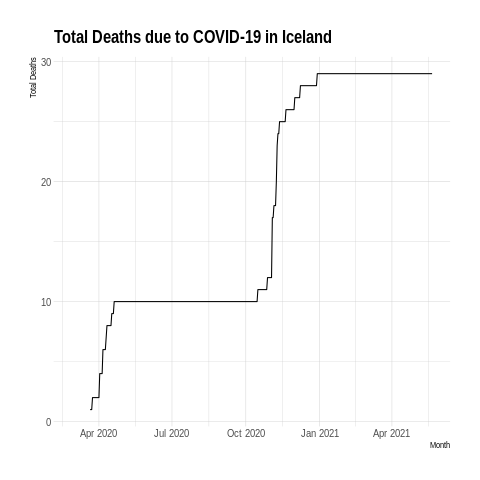 Total Deaths due to COVID-19 in Iceland
Total Deaths
30
20
10
0
Apr 2020 Jul 2020 Oct 2020 Jan 2021 Apr 2021
Month